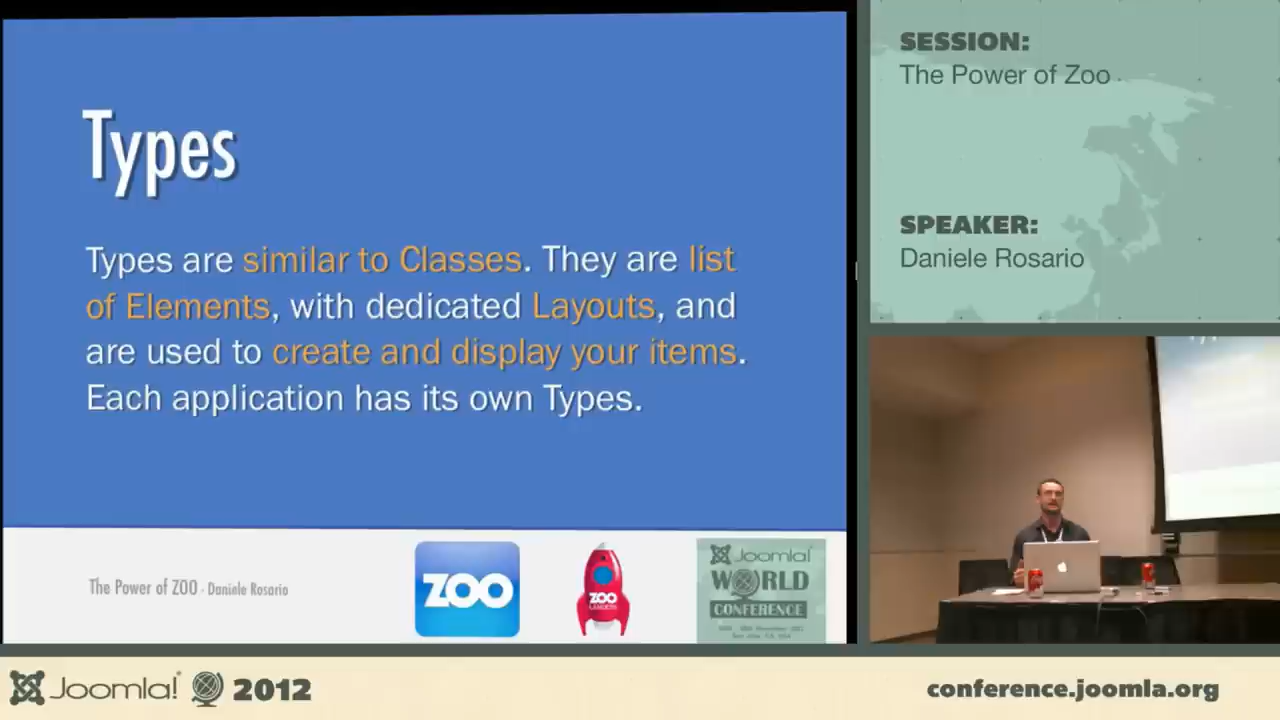 Types
Types are similar to Classes. They are list
of Elements, with dedicated Layouts, and
are used to create and display your items.
Each application has its own Types.
The Power of ZOO - Daniele Rosario
ZOO
ZOO
Joomla!
WORLD
CONFERENCE
SESSION:
The Power of Zoo
SPEAKER:
Daniele Rosario
Joomla! 2012
conference.joomla.org